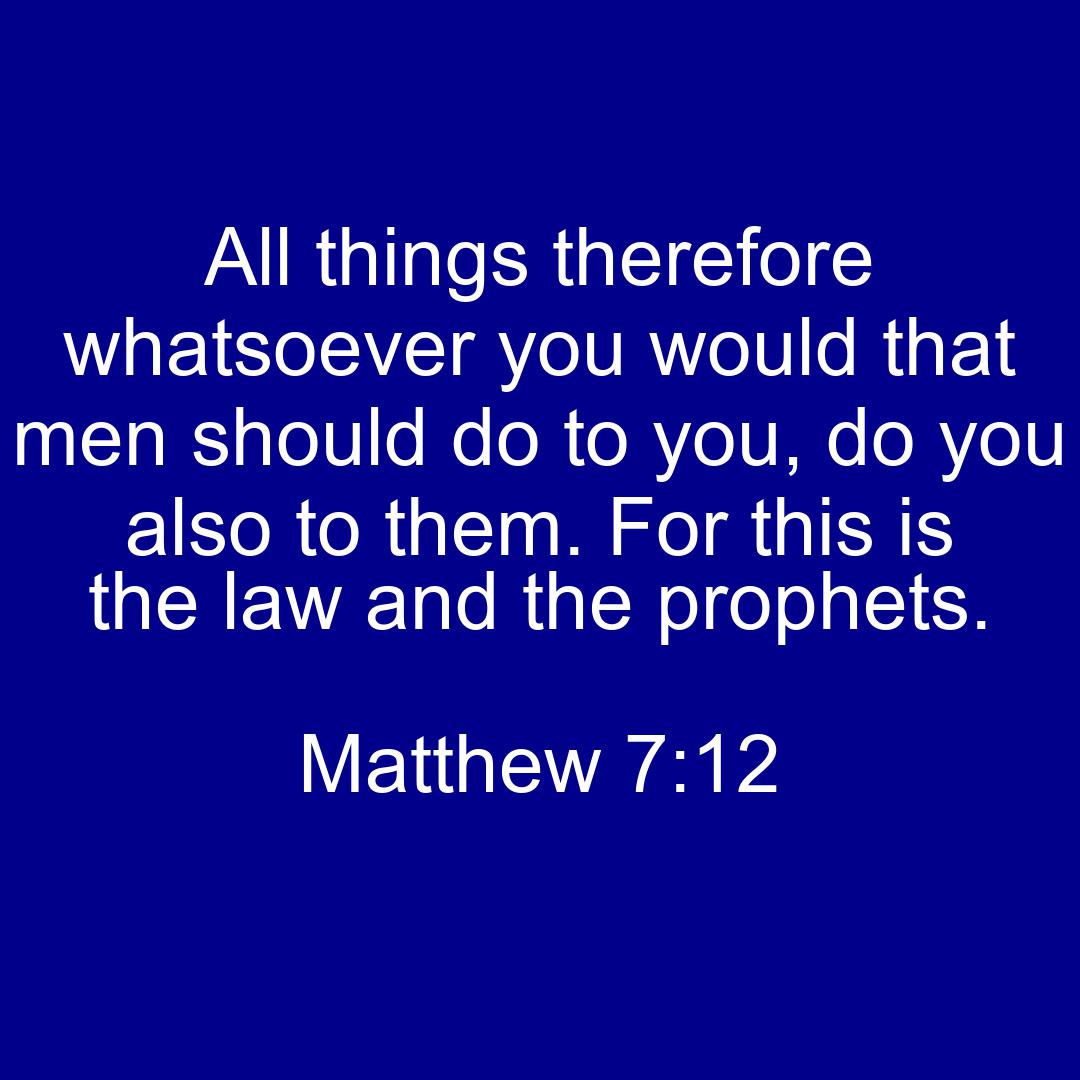 All things therefore
whatsoever you would that
men should do to you, do you
also to them. For this is
the law and the prophets.
Matthew 7:12